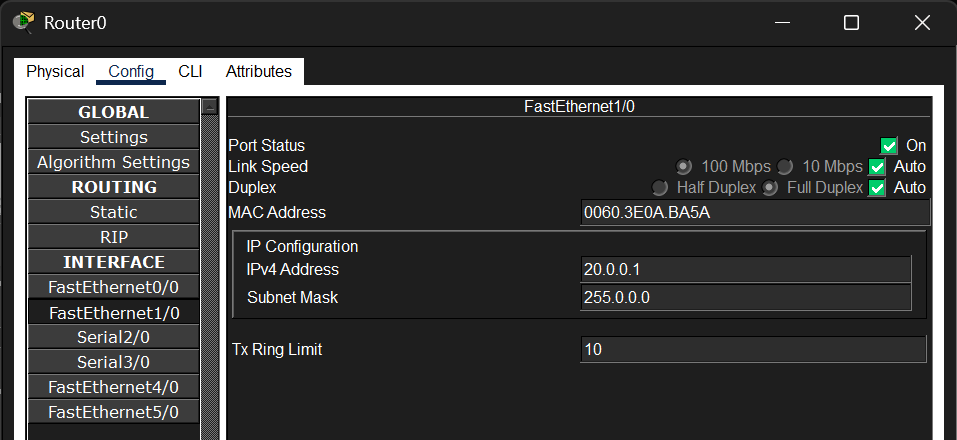 Router0
Physical Config CLI Attributes
GLOBAL
Settings
Algorithm Settings
ROUTING
Static
RIP
INTERFACE
FastEthernet0/0
FastEthernet1/0
Serial2/0
Serial3/0
FastEthernet4/0
FastEthernet5/0
FastEthernet1/0
Port Status On
Link Speed 100 Mbps 10 Mbps Auto
Duplex Half Duplex Full Duplex Auto
MAC Address 0060.3E0A.BA5A
IP Configuration
IPv4 Address 20.0.0.1
Subnet Mask 255.0.0.0
Tx Ring Limit 10